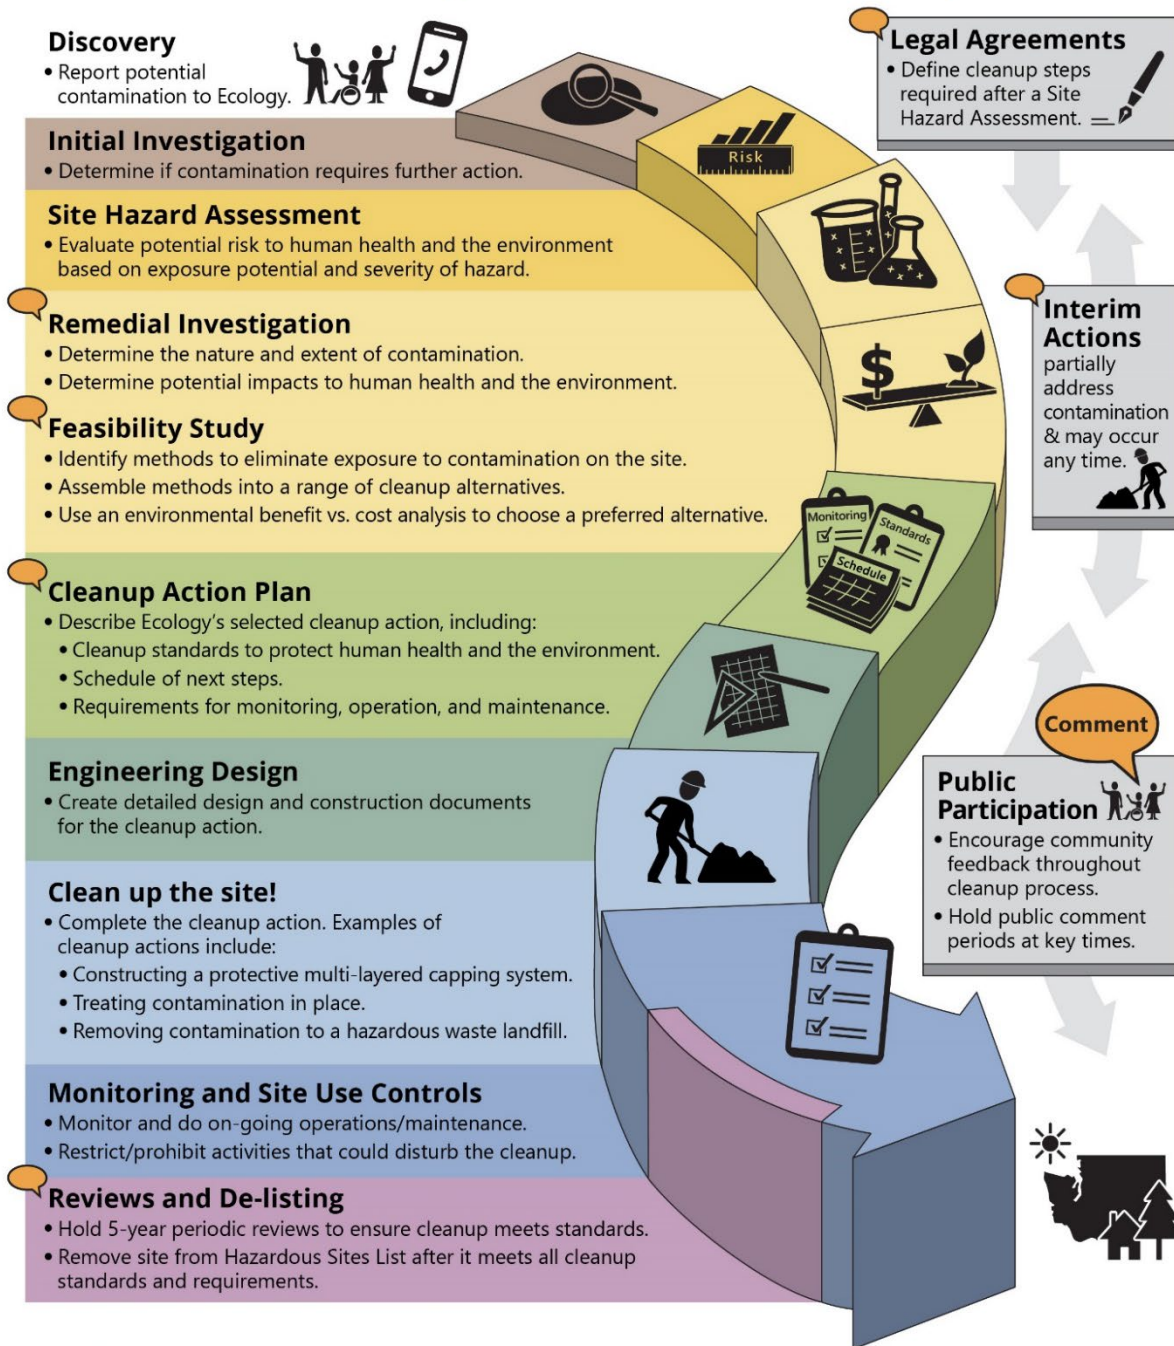 Discovery
• Report potential
contamination to Ecology.
Initial Investigation
• Determine if contamination requires further action.
Site Hazard Assessment
• Evaluate potential risk to human health and the environment
based on exposure potential and severity of hazard.
Remedial Investigation
• Determine the nature and extent of contamination.
• Determine potential impacts to human health and the environment.
Feasibility Study
• Identify methods to eliminate exposure to contamination on the site.
• Assemble methods into a range of cleanup alternatives.
• Use an environmental benefit vs. cost analysis to choose a preferred alternative.
Cleanup Action Plan
• Describe Ecology's selected cleanup action, including:
• Cleanup standards to protect human health and the environment.
• Schedule of next steps.
• Requirements for monitoring, operation, and maintenance.
Engineering Design
• Create detailed design and construction documents
for the cleanup action.
Clean up the site!
• Complete the cleanup action. Examples of
cleanup actions include:
• Constructing a protective multi-layered capping system.
• Treating contamination in place.
• Removing contamination to a hazardous waste landfill.
Monitoring and Site Use Controls
• Monitor and do on-going operations/maintenance.
• Restrict/prohibit activities that could disturb the cleanup.
Reviews and De-listing
• Hold 5-year periodic reviews to ensure cleanup meets standards.
• Remove site from Hazardous Sites List after it meets all cleanup
standards and requirements.
Risk
$
Monitoring
Standards
Schedule
Legal Agreements
• Define cleanup steps
required after a Site
Hazard Assessment.
Interim
Actions
partially
address
contamination
& may occur
any time.
Comment
Public
Participation
• Encourage community
feedback throughout
cleanup process.
• Hold public comment
periods at key times.